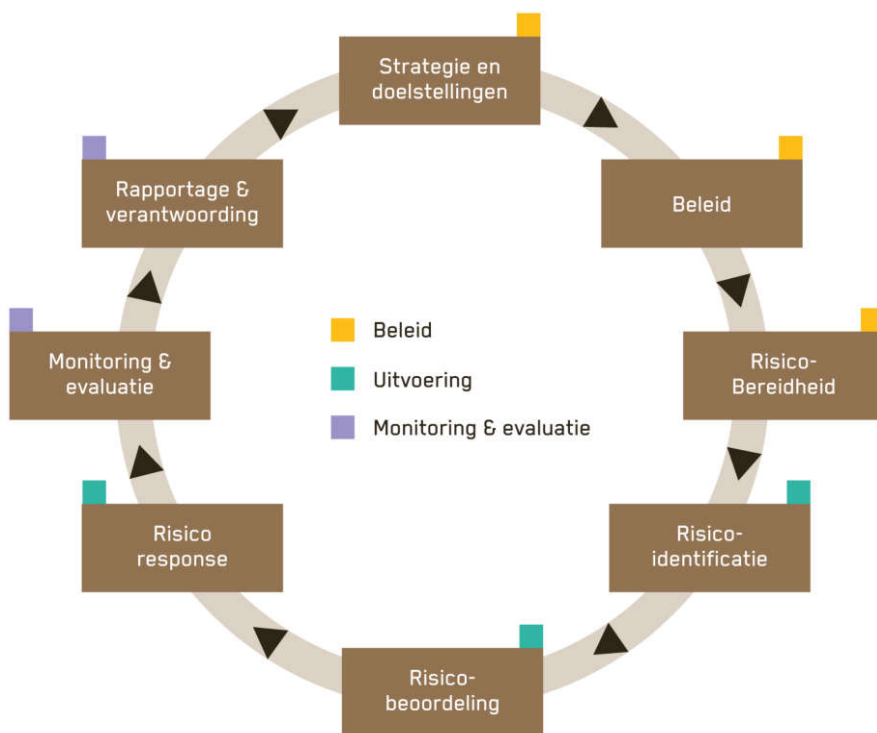 Strategie en
doelstellingen
Beleid
Risico-
Bereidheid
Risico-
identificatie
Risico-
beoordeling
Risico
response
Monitoring &
evaluatie
Rapportage &
verantwoording
Beleid
Uitvoering
Monitoring & evaluatie